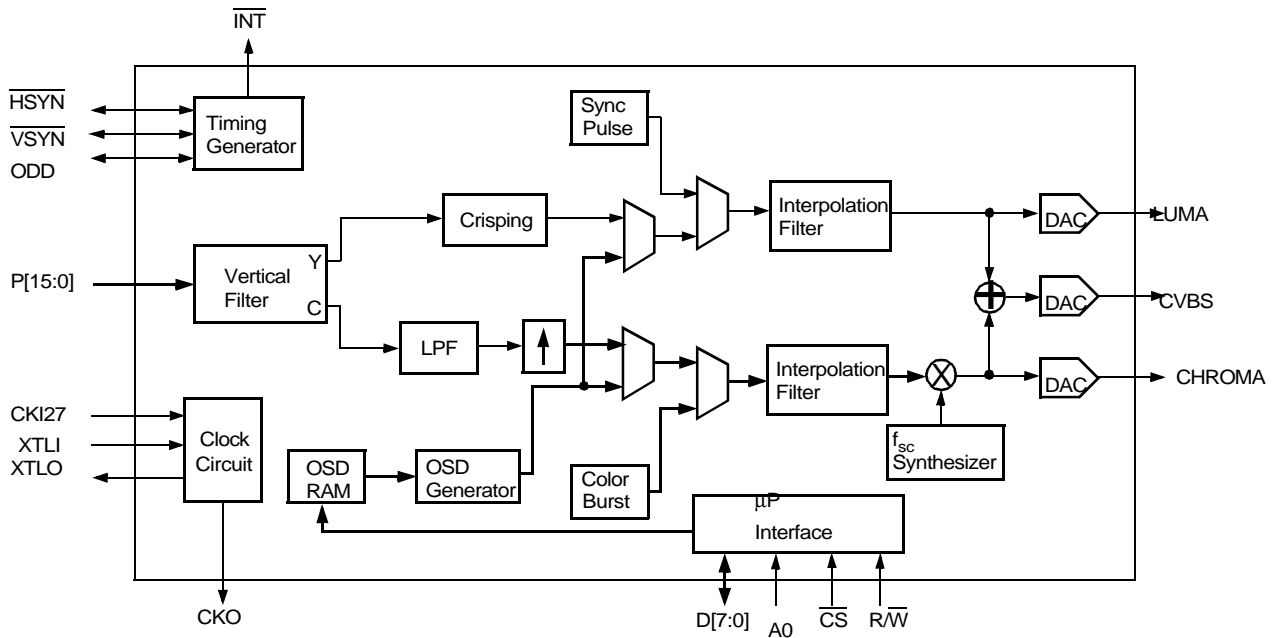 INT
HSYN
VSYN
ODD
Timing
Generator
Sync
Pulse
Crisping
Interpolation
Filter
DAC
LUMA
P[15:0]
Vertical
Filter
Y
C
DAC
CVBS
LPF
Interpolation
Filter
DAC
CHROMA
CKI27
XTLI
XTLO
Clock
Circuit
OSD
RAM
OSD
Generator
Color
Burst
fsc
Synthesizer
μP
Interface
CKO
D[7:0]
A0
CS
R/W